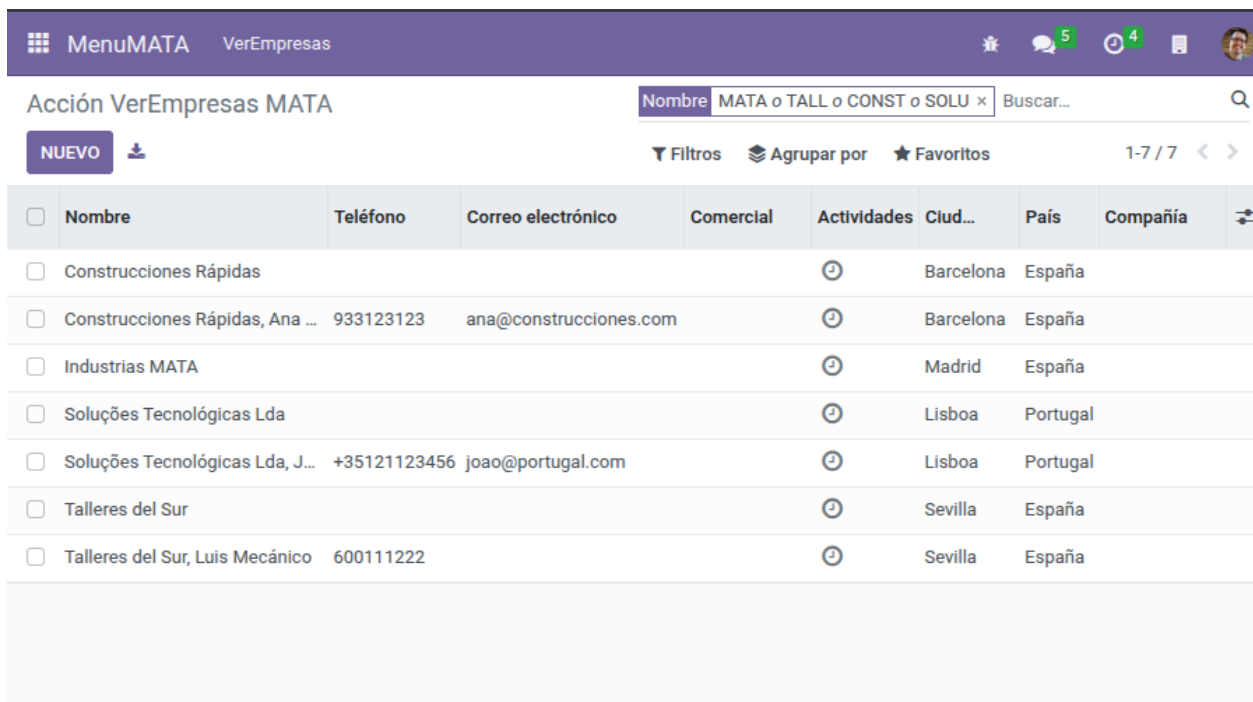 MenuMATA VerEmpresas 5 4
Acción VerEmpresas MATA
Nombre MATA o TALL o CONST o SOLU × Buscar...
NUEVO Filtros Agrupar por Favoritos 1-7 / 7
Nombre Teléfono Correo electrónico Comercial Actividades Ciud... País Compañía
Construcciones Rápidas Barcelona España
Construcciones Rápidas, Ana ... 933123123 ana@construcciones.com Barcelona España
Industrias MATA Madrid España
Soluções Tecnológicas Lda Lisboa Portugal
Soluções Tecnológicas Lda, J... +35121123456 joao@portugal.com Lisboa Portugal
Talleres del Sur Sevilla España
Talleres del Sur, Luis Mecánico 600111222 Sevilla España